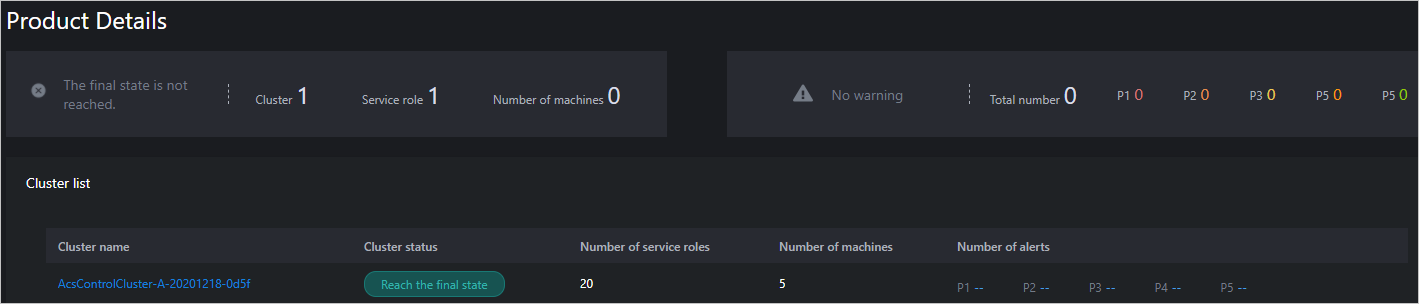 Product Details
The final state is not
reached.
Cluster 1
Service role 1
Number of machines 0
No warning
Total number 0
P1 0
P2 0
P3 0
P5 0
P5 0
Cluster list
Cluster name Cluster status Number of service roles Number of machines Number of alerts
AcsControlCluster-A-20201218-0d5f Reach the final state 20 5 P1 -- P2 -- P3 -- P4 -- P5 --